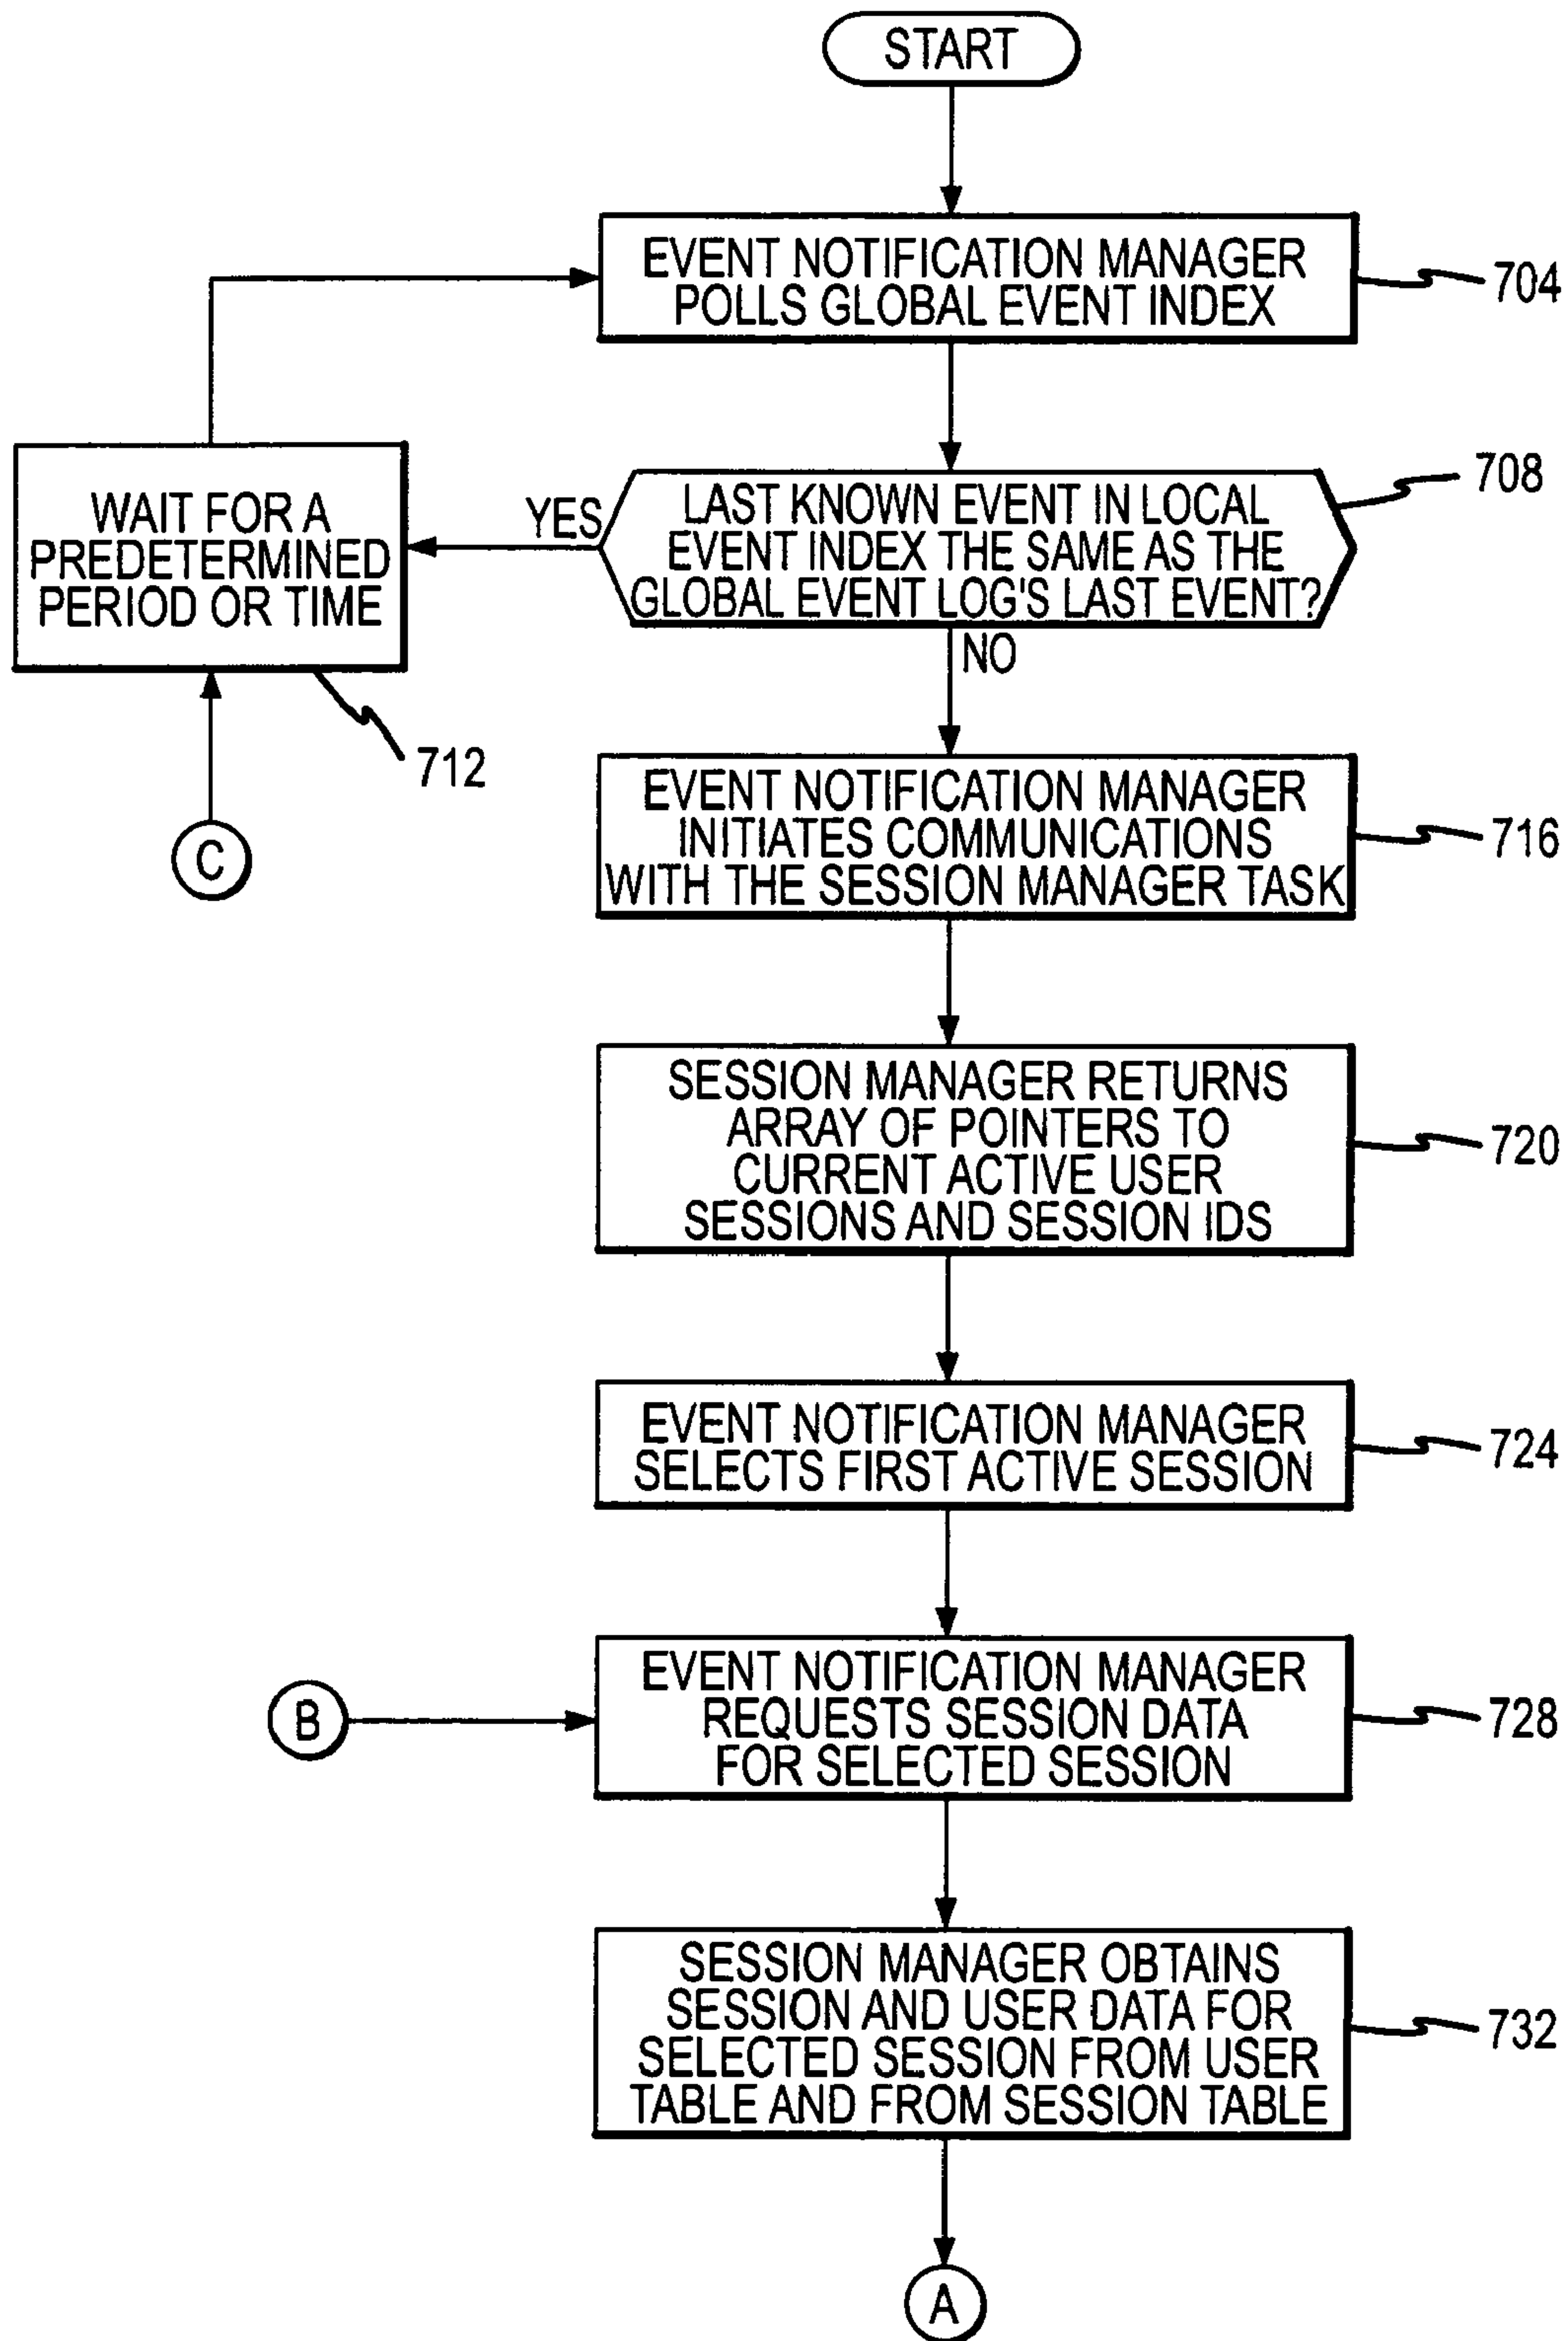 START
EVENT NOTIFICATION MANAGER
POLLS GLOBAL EVENT INDEX
704
LAST KNOWN EVENT IN LOCAL
EVENT INDEX THE SAME AS THE
GLOBAL EVENT LOG'S LAST EVENT?
708
YES
NO
WAIT FOR A
PREDETERMINED
PERIOD OR TIME
712
C
EVENT NOTIFICATION MANAGER
INITIATES COMMUNICATIONS
WITH THE SESSION MANAGER TASK
716
SESSION MANAGER RETURNS
ARRAY OF POINTERS TO
CURRENT ACTIVE USER
SESSIONS AND SESSION IDS
720
EVENT NOTIFICATION MANAGER
SELECTS FIRST ACTIVE SESSION
724
B
EVENT NOTIFICATION MANAGER
REQUESTS SESSION DATA
FOR SELECTED SESSION
728
SESSION MANAGER OBTAINS
SESSION AND USER DATA FOR
SELECTED SESSION FROM USER
TABLE AND FROM SESSION TABLE
732
A